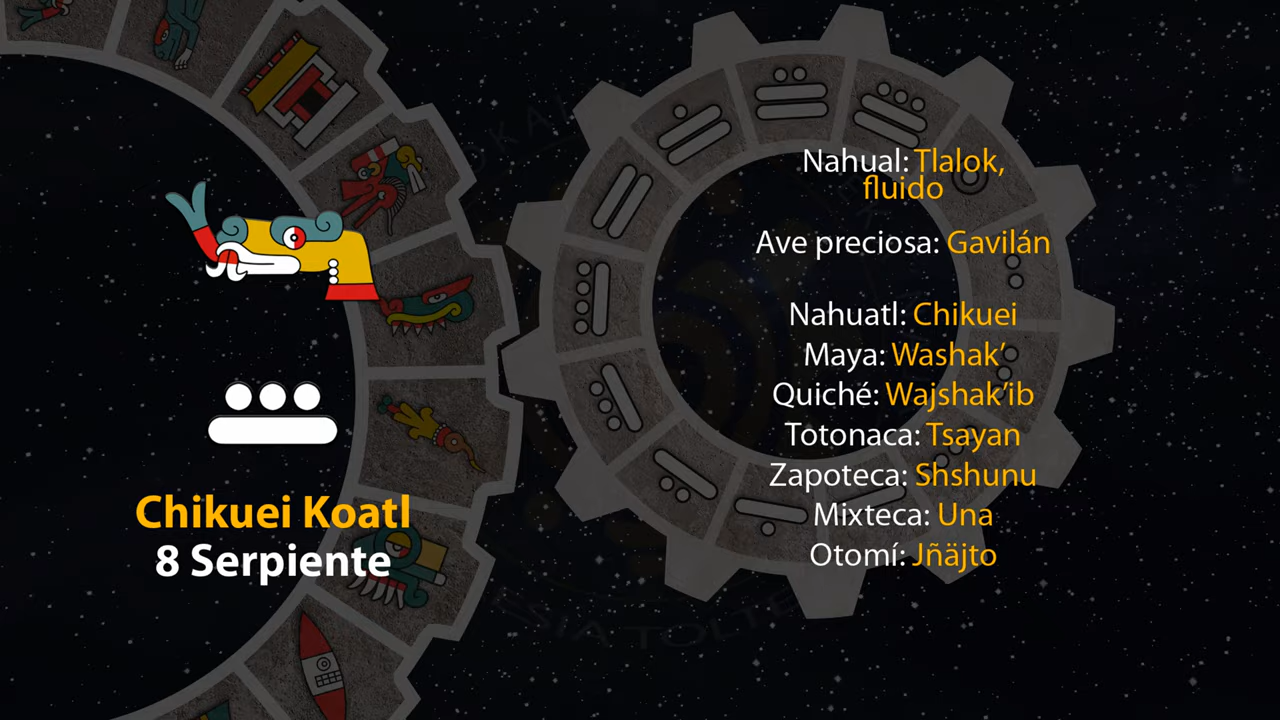 Chikuei Koatl
8 Serpiente
Nahual: Tlalok,
fluido
Ave preciosa: Gavilán
Nahuatl: Chikuei
Maya: Washak’
Quiché: Wajshak’ib
Totonaca: Tsayan
Zapoteca: Shshunu
Mixteca: Una
Otomí: Jñäjto